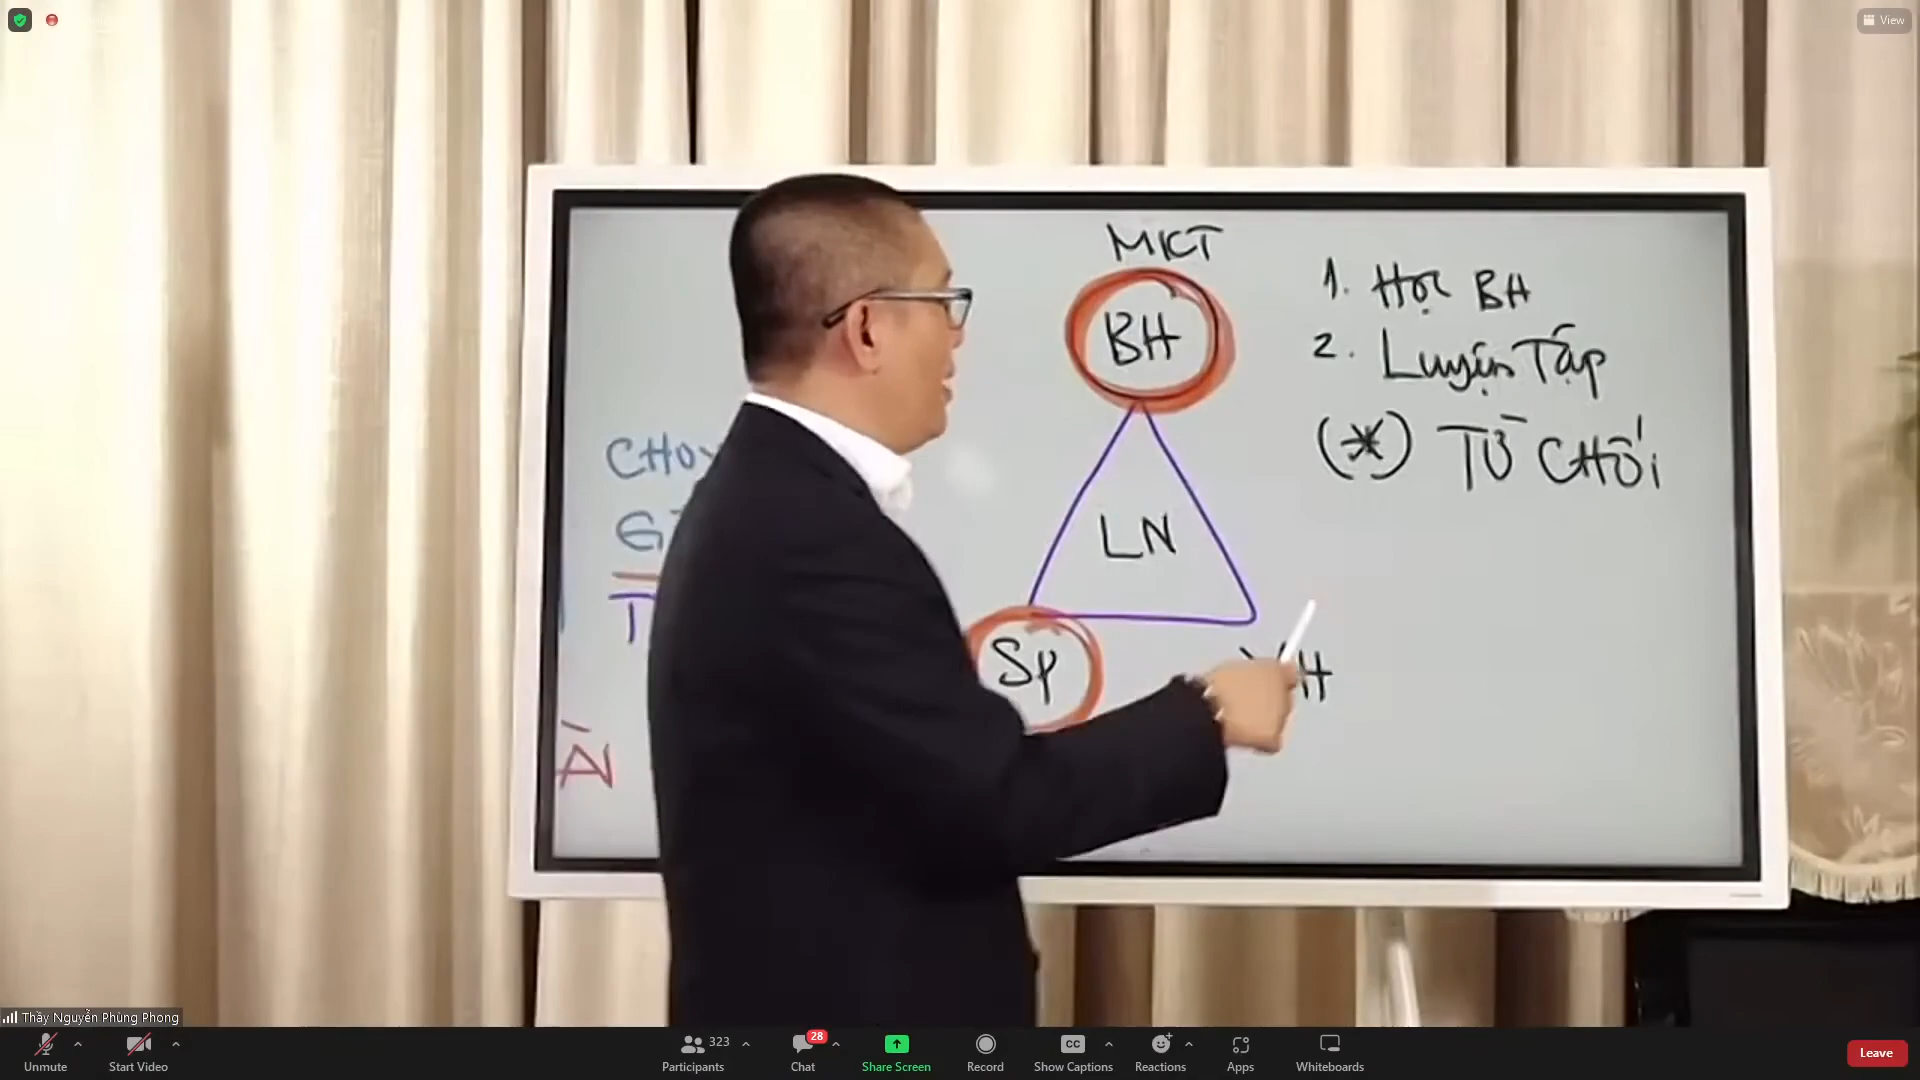 View
MKT
BH
1. Học BH
2. Luyện Tập
(*) TỪ CHỐI
LN
Sp
Thầy Nguyễn Phùng Phong
323
28
CC
Unmute
Start Video
Participants
Chat
Share Screen
Record
Show Captions
Reactions
Apps
Whiteboards
Leave